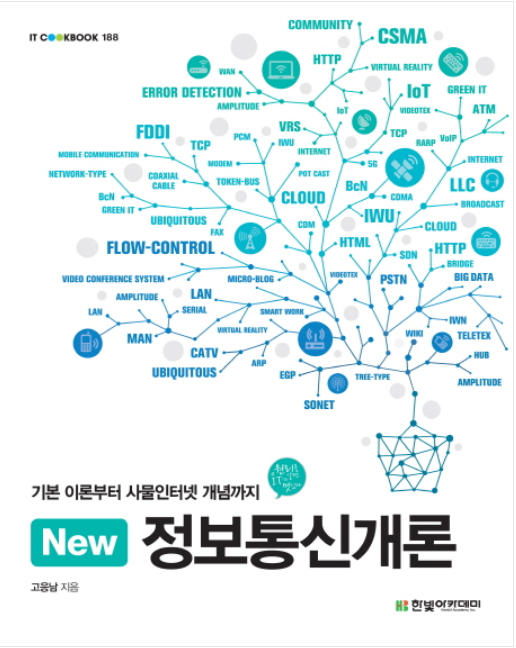 IT COOKBOOK 188
COMMUNITY
CSMA
HTTP
WAN
VIRTUAL REALITY
ERROR DETECTION
IoT
GREEN IT
AMPLITUDE
IoT
VIDEOTEX
ATM
FDDI
VRS
TCP
PCM
IWU
TCP
RARP
VoIP
MOBILE COMMUNICATION
INTERNET
MODEM
5G
INTERNET
NETWORK-TYPE
COAXIAL
CABLE
POT CAST
TOKEN-BUS
BcN
LLC
BcN
CLOUD
CDMA
GREEN IT
BROADCAST
UBIQUITOUS
IWU
FAX
CDM
CLOUD
FLOW-CONTROL
HTML
HTTP
SDN
BRIDGE
VIDEO CONFERENCE SYSTEM
MICRO-BLOG
VIDEOTEX
PSTN
BIG DATA
AMPLITUDE
LAN
LAN
SERIAL
SMART WORK
IWN
VIRTUAL REALITY
WIKI
TELETEX
MAN
CATV
HUB
ARP
UBIQUITOUS
EGP
TREE-TYPE
AMPLITUDE
SONET
기본 이론부터 사물인터넷 개념까지
New 정보통신개론
고응남 지음
한빛아카데미